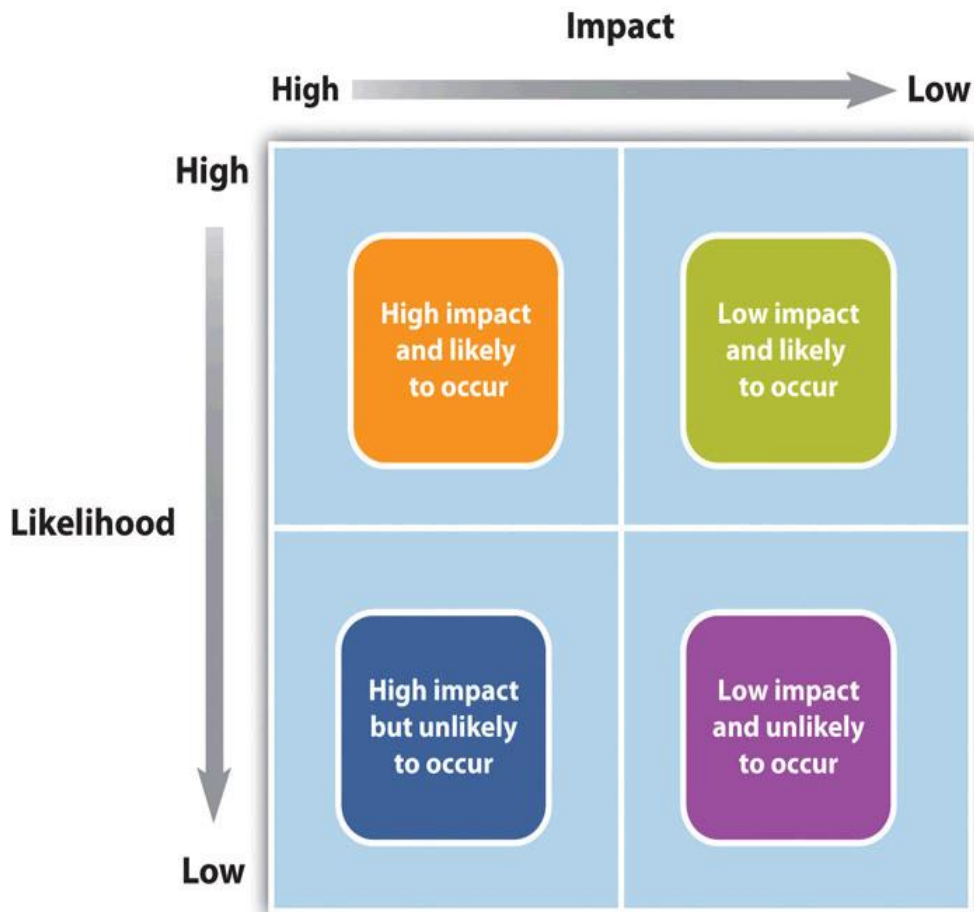 Impact
High
Low
High
High impact
and likely
to occur
Low impact
and likely
to occur
Likelihood
High impact
but unlikely
to occur
Low impact
and unlikely
to occur
Low